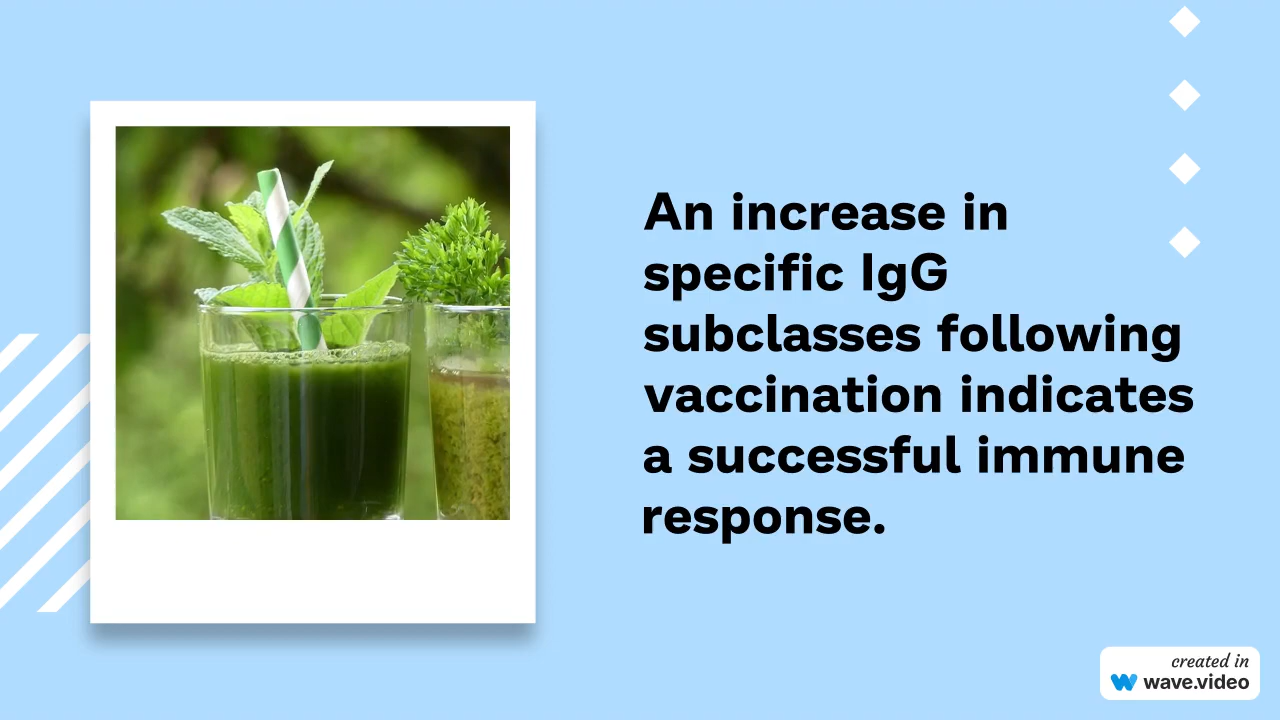 An increase in
specific IgG
subclasses following
vaccination indicates
a successful immune
response.
created in
wave.video